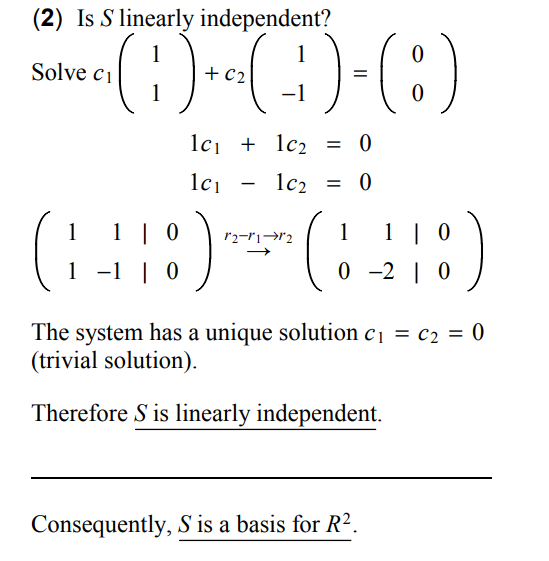 (2) Is S linearly independent?
Solve c₁ ( 1 1 ) + c₂ ( 1 −1 ) = ( 0 0 )
1c₁ + 1c₂ = 0
1c₁ − 1c₂ = 0
( 1 1 | 0 1 −1 | 0 ) r₂−r₁→r₂ → ( 1 1 | 0 0 −2 | 0 )
The system has a unique solution c₁ = c₂ = 0
(trivial solution).
Therefore S is linearly independent.
Consequently, S is a basis for R².